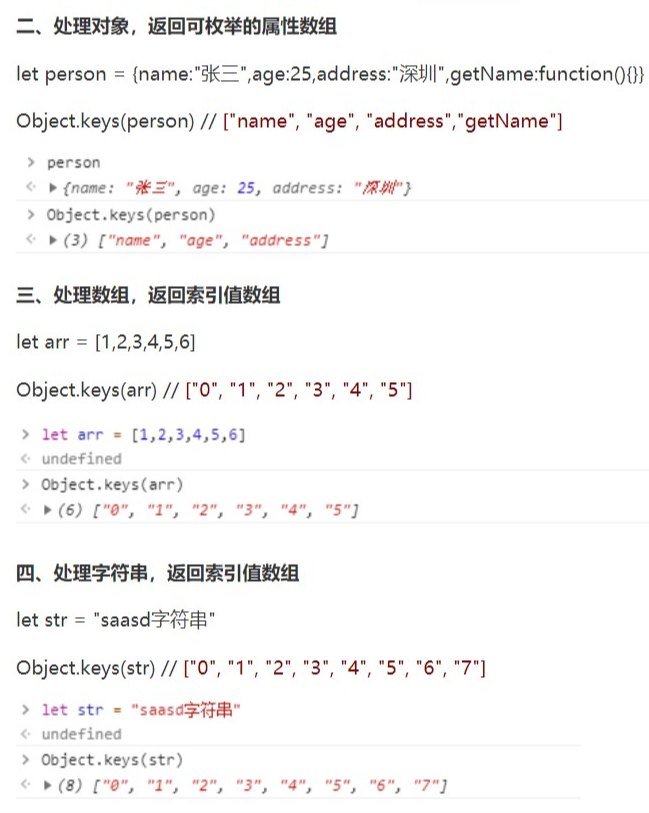 二、处理对象，返回可枚举的属性数组
let person = {name:"张三",age:25,address:"深圳",getName:function(){}}
Object.keys(person) // ["name", "age", "address","getName"]
> person
<· ▶{name: "张三", age: 25, address: "深圳"}
> Object.keys(person)
<· ▶(3) ["name", "age", "address"]
三、处理数组，返回索引值数组
let arr = [1,2,3,4,5,6]
Object.keys(arr) // ["0", "1", "2", "3", "4", "5"]
> let arr = [1,2,3,4,5,6]
<· undefined
> Object.keys(arr)
<· ▶(6) ["0", "1", "2", "3", "4", "5"]
四、处理字符串，返回索引值数组
let str = "saasd字符串"
Object.keys(str) // ["0", "1", "2", "3", "4", "5", "6", "7"]
> let str = "saasd字符串"
<· undefined
> Object.keys(str)
<· ▶(8) ["0", "1", "2", "3", "4", "5", "6", "7"]